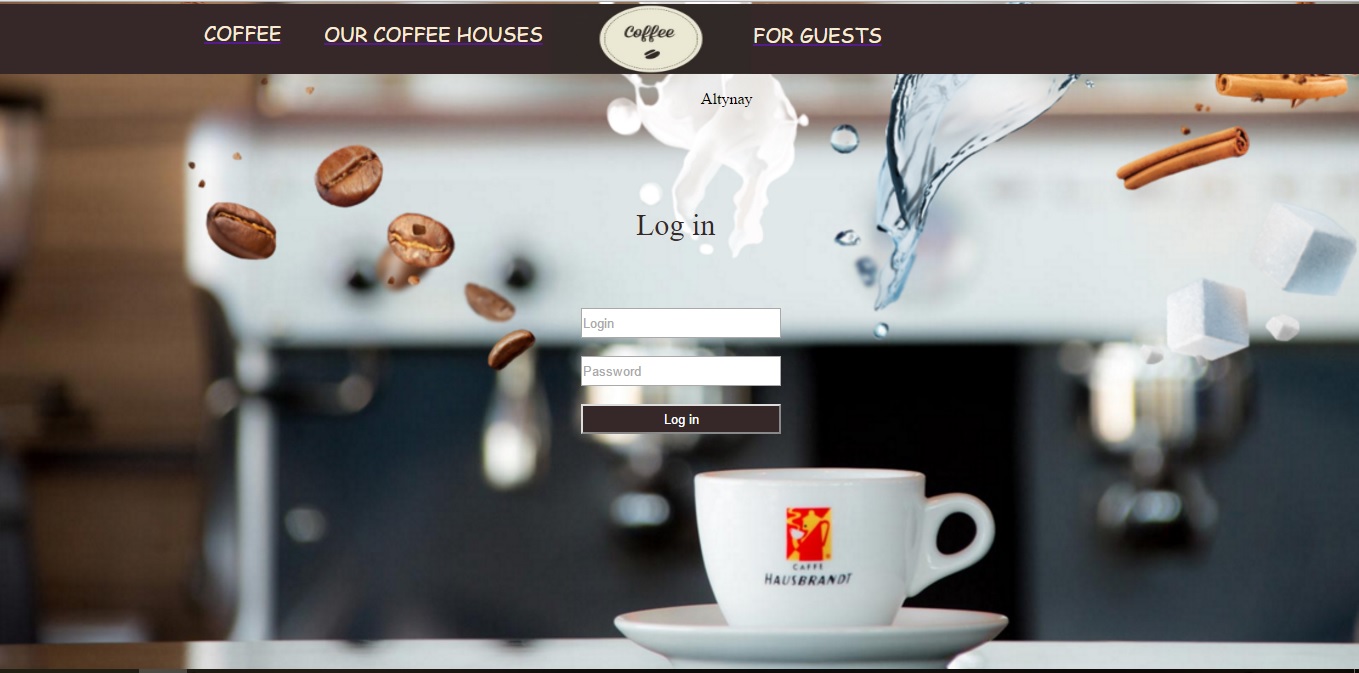 COFFEE
OUR COFFEE HOUSES
Coffee
FOR GUESTS
Altynay
Log in
Login
Password
Log in
CAFFÈ
HAUSBRANDT